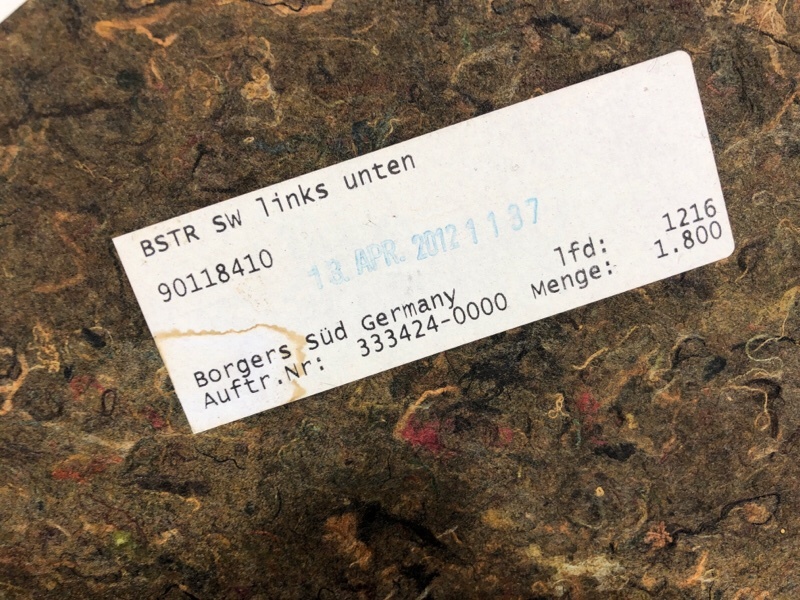 BSTR SW links unten
90118410
13. APR. 2012 1 1 37
lfd: 1216
Menge: 1.800
Borgers Süd Germany
Auftr.Nr: 333424-0000